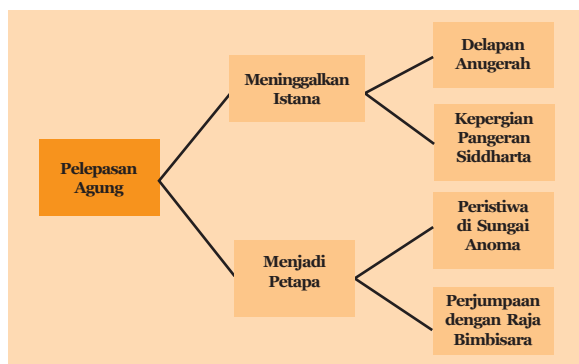 Pelepasan
Agung
Meninggalkan
Istana
Delapan
Anugerah
Kepergian
Pangeran
Siddharta
Menjadi
Petapa
Peristiwa
di Sungai
Anoma
Perjumpaan
dengan Raja
Bimbisara